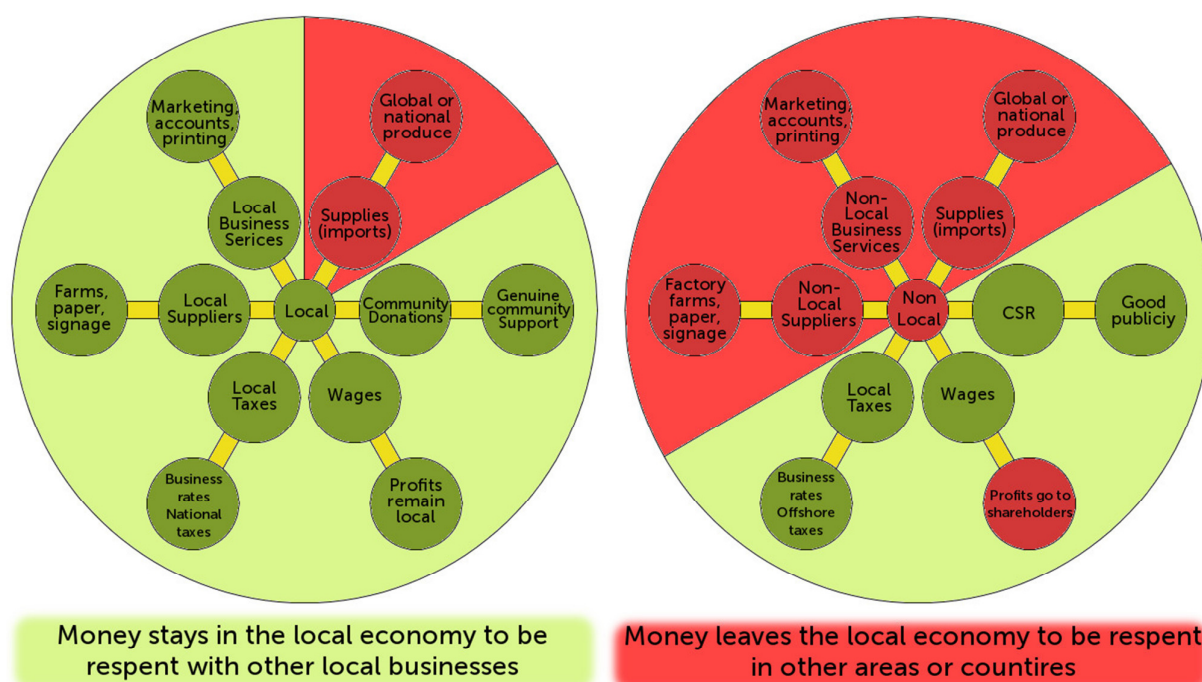 Marketing,
accounts,
printing
Global or
national
produce
Local
Business
Serices
Supplies
(imports)
Farms,
paper,
signage
Local
Suppliers
Local
Community
Donations
Genuine
community
Support
Local
Taxes
Wages
Business
rates
National
taxes
Profits
remain
local
Money stays in the local economy to be
respent with other local businesses
Marketing,
accounts,
printing
Global or
national
produce
Non-
Local
Business
Services
Supplies
(imports)
Factory
farms,
paper,
signage
Non-
Local
Suppliers
Non
Local
CSR
Good
publiciy
Local
Taxes
Wages
Business
rates
Offshore
taxes
Profits go to
shareholders
Money leaves the local economy to be respent
in other areas or countires